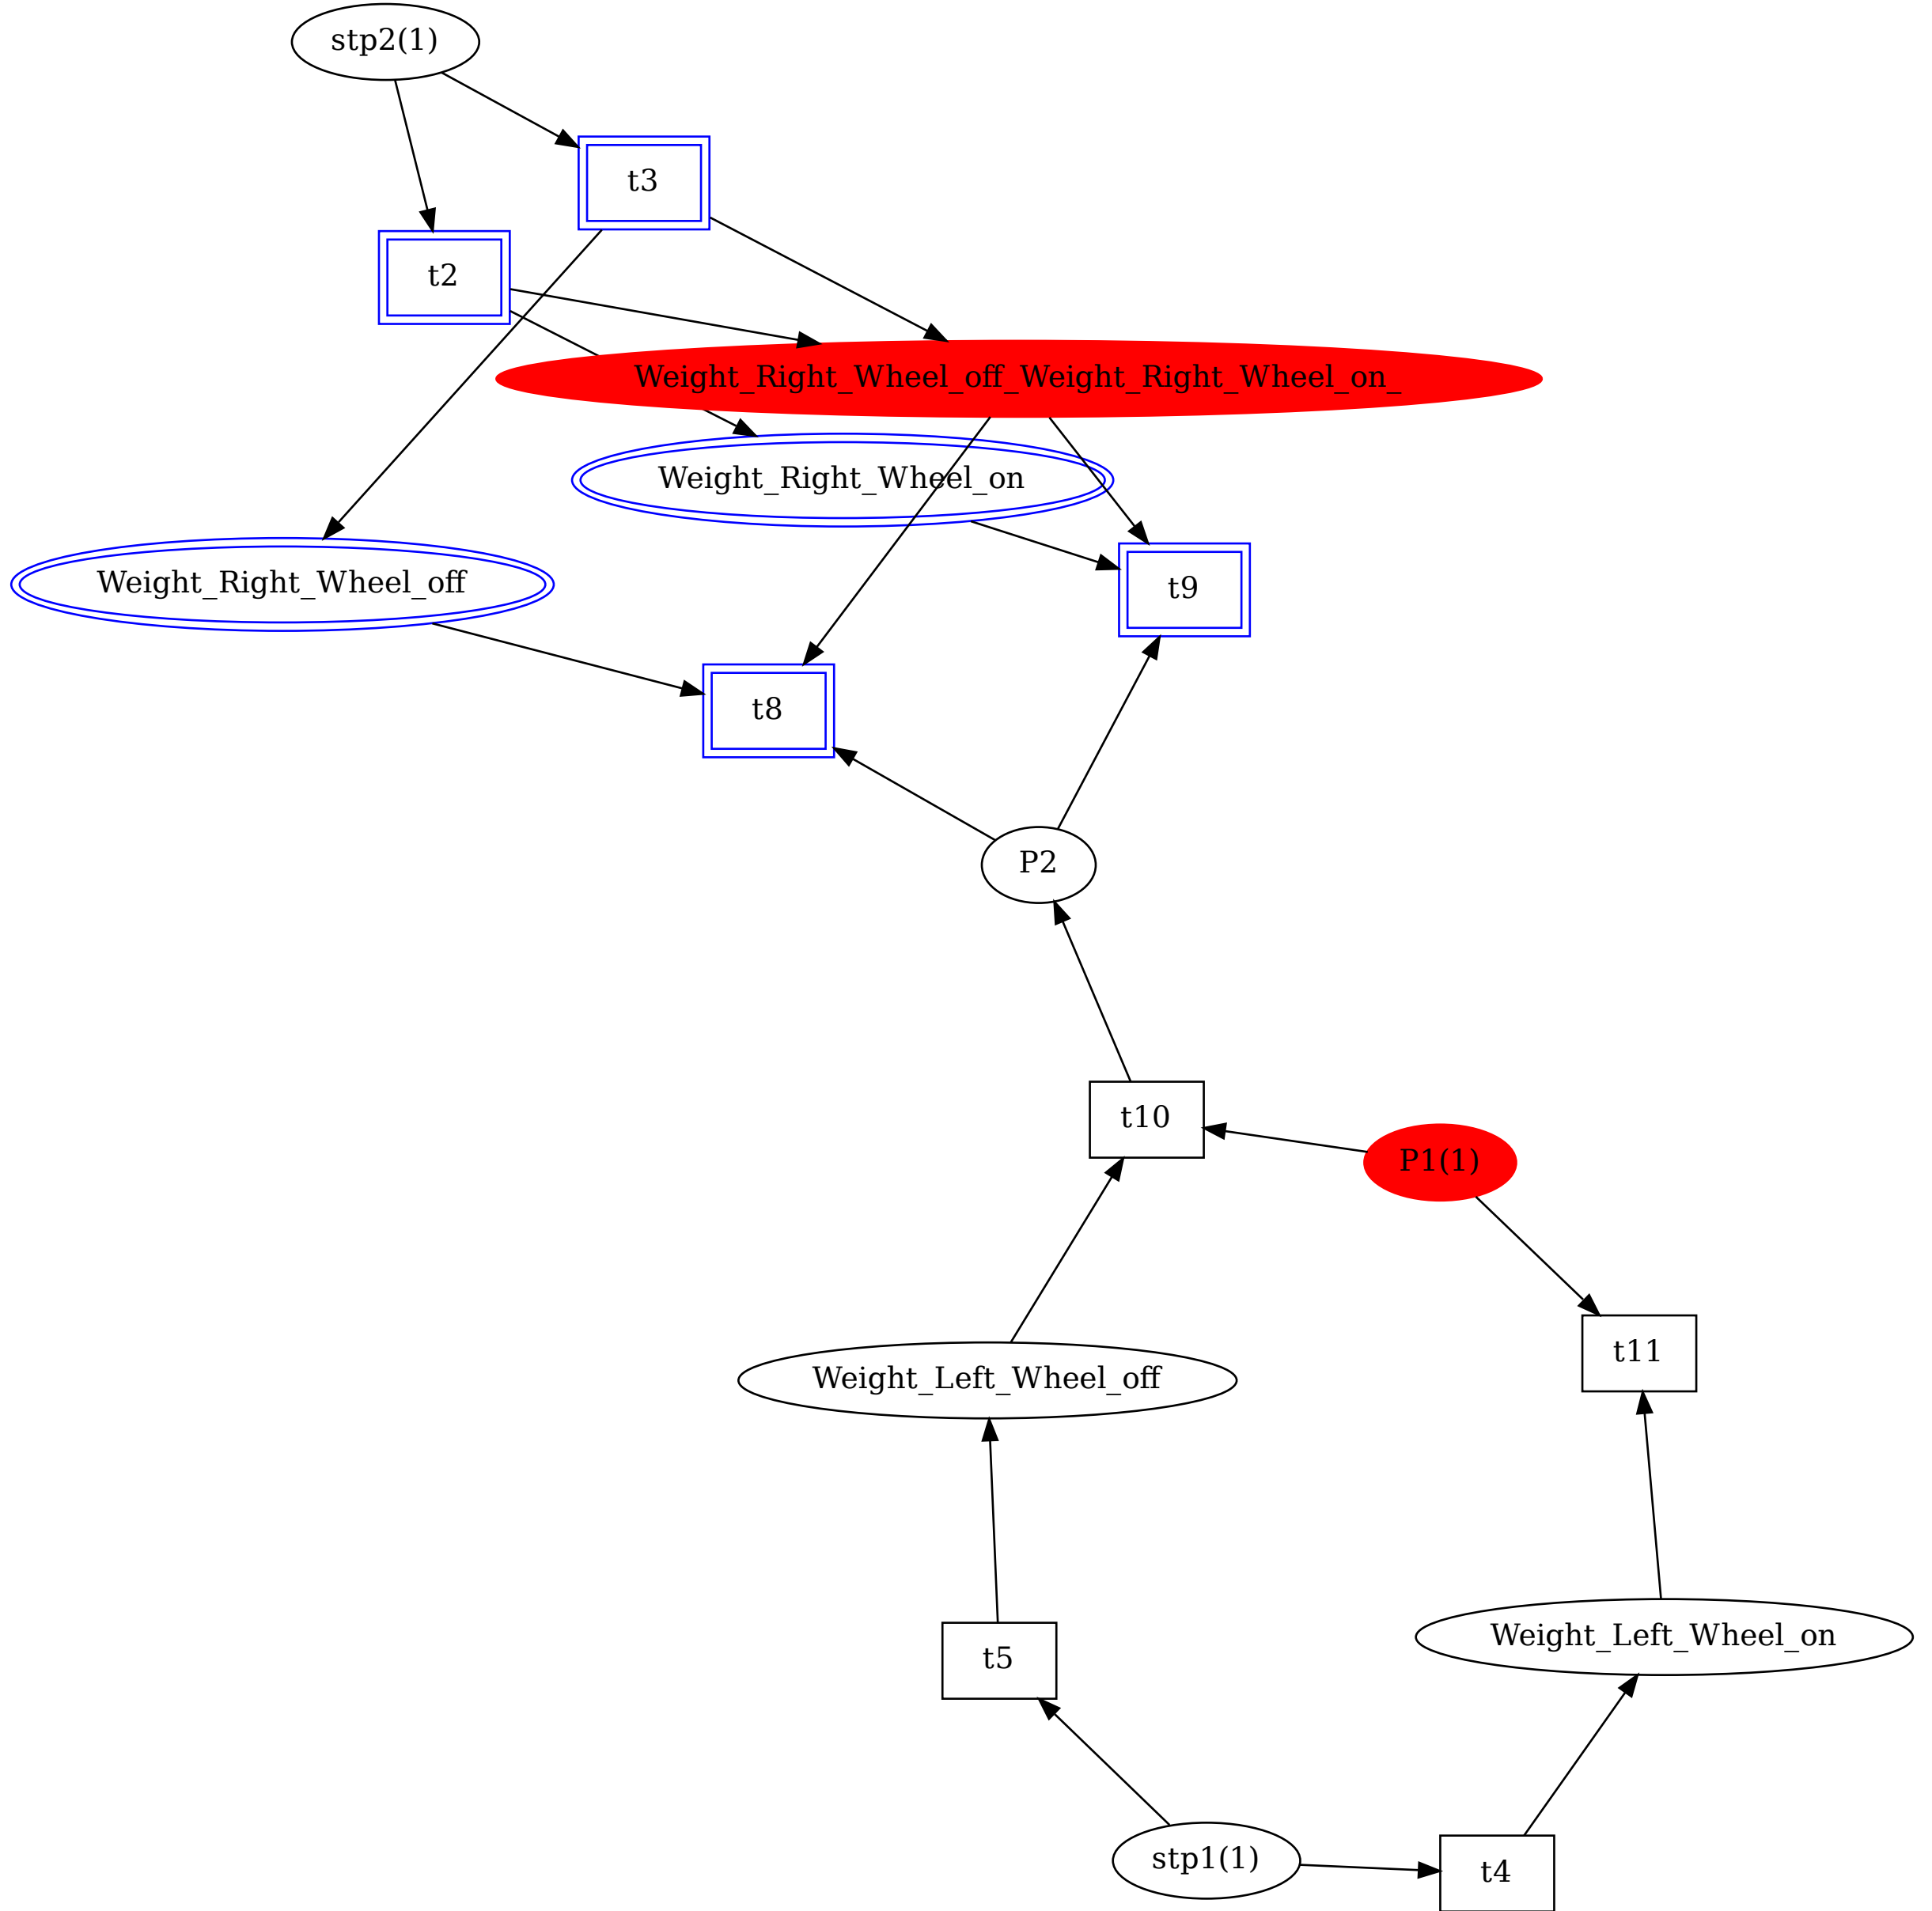 stp2(1)
t3
t2
Weight_Right_Wheel_off_Weight_Right_Wheel_on_
Weight_Right_Wheel_on
Weight_Right_Wheel_off
t9
t8
P2
t10
P1(1)
t11
Weight_Left_Wheel_off
Weight_Left_Wheel_on
t5
stp1(1)
t4